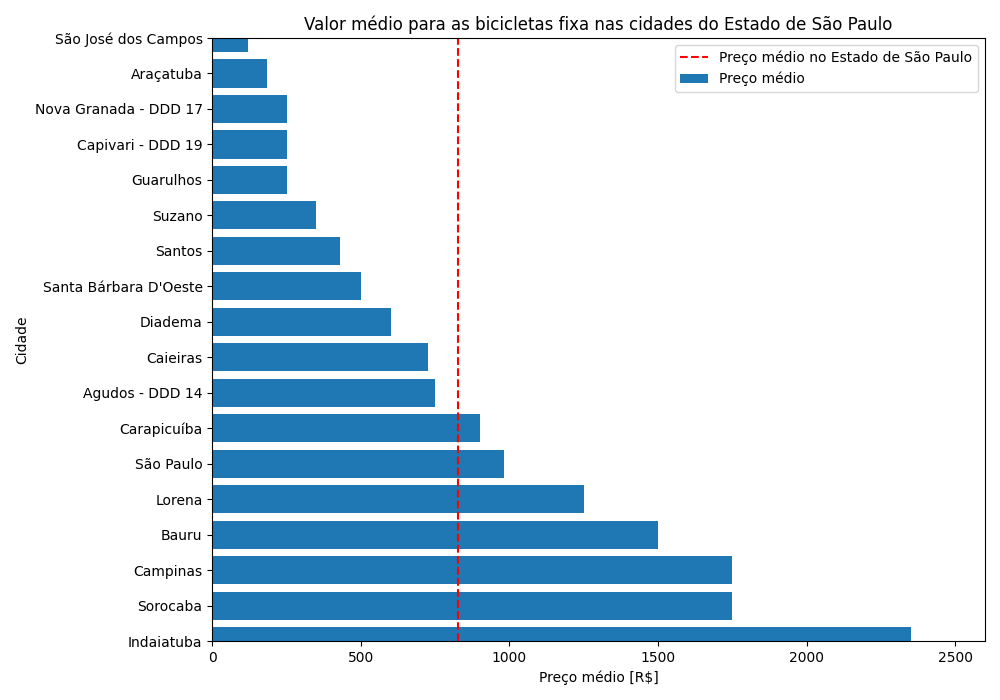 Valor médio para as bicicletas fixa nas cidades do Estado de São Paulo
Preço médio no Estado de São Paulo
Preço médio
Cidade
São José dos Campos
Araçatuba
Nova Granada - DDD 17
Capivari - DDD 19
Guarulhos
Suzano
Santos
Santa Bárbara D'Oeste
Diadema
Caieiras
Agudos - DDD 14
Carapicuíba
São Paulo
Lorena
Bauru
Campinas
Sorocaba
Indaiatuba
0 500 1000 1500 2000 2500
Preço médio [R$]